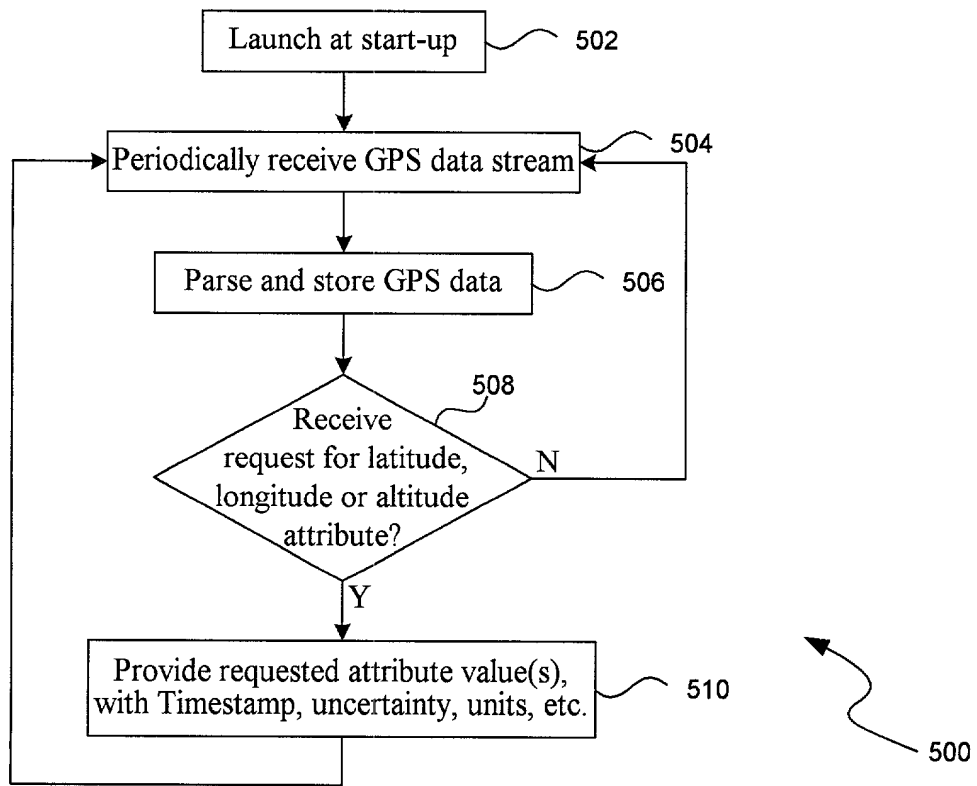 Launch at start-up
502
Periodically receive GPS data stream
504
Parse and store GPS data
506
508
Receive
request for latitude,
longitude or altitude
attribute?
N
Y
Provide requested attribute value(s),
with Timestamp, uncertainty, units, etc.
510
500